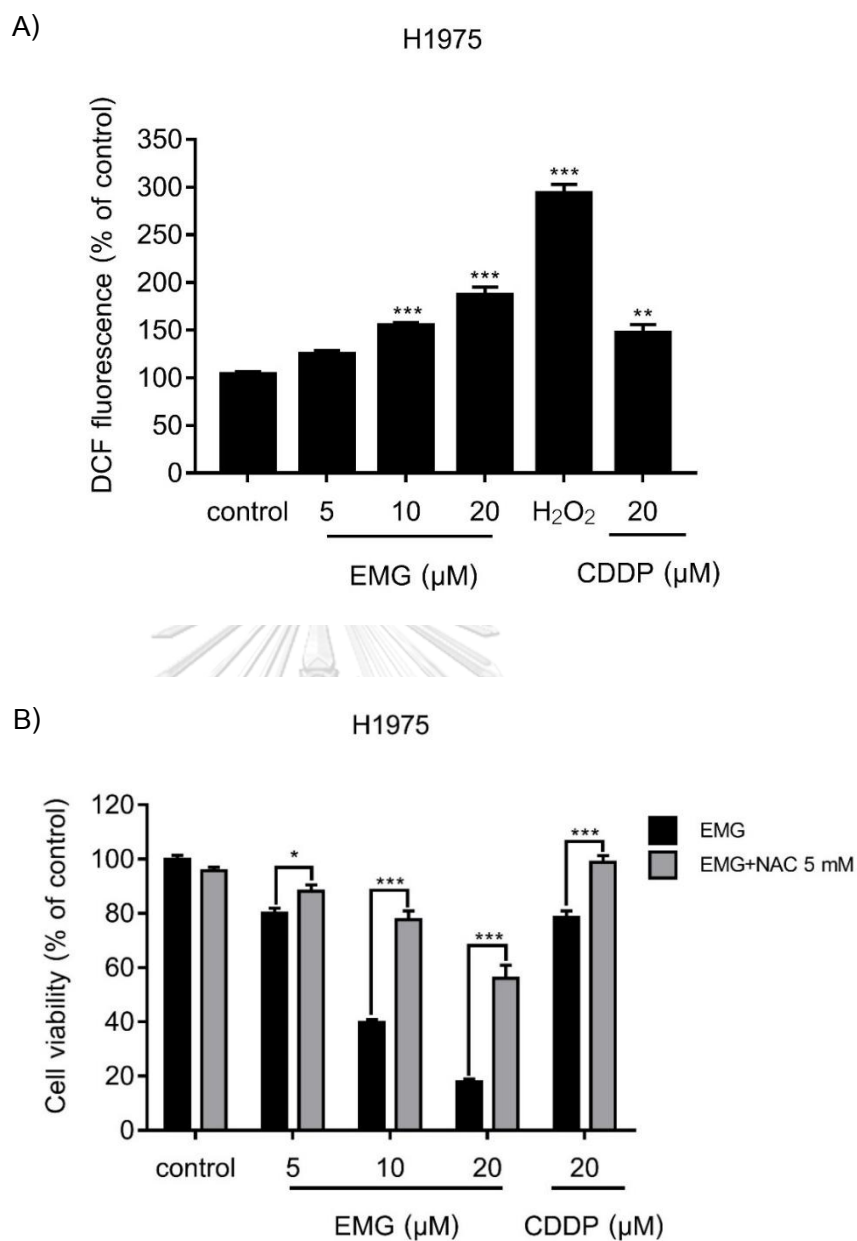 A)
H1975
DCF fluorescence (% of control)
350
300
250
200
150
100
50
0
***
***
***
**
control 5 10 20 H₂O₂ 20
EMG (µM) CDDP (µM)
B)
H1975
Cell viability (% of control)
120
100
80
60
40
20
0
*
***
***
***
EMG
EMG+NAC 5 mM
control 5 10 20 20
EMG (µM) CDDP (µM)